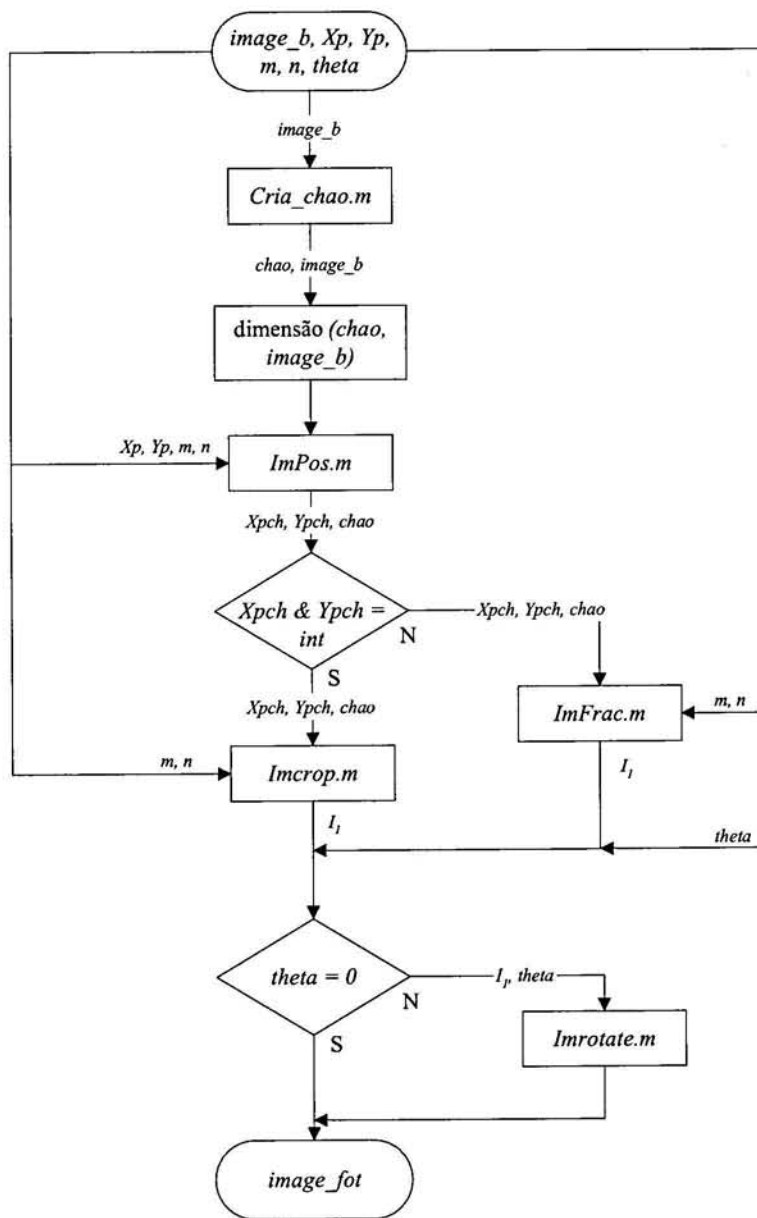 image_b, Xp, Yp,
m, n, theta
image_b
Cria_chao.m
chao, image_b
dimensão (chao,
image_b)
Xp, Yp, m, n
ImPos.m
Xpch, Ypch, chao
Xpch & Ypch =
int
N
Xpch, Ypch, chao
S
Xpch, Ypch, chao
ImFrac.m
m, n
m, n
Imcrop.m
I₁
I₁
theta
theta = 0
N
I₁, theta
S
Imrotate.m
image_fot